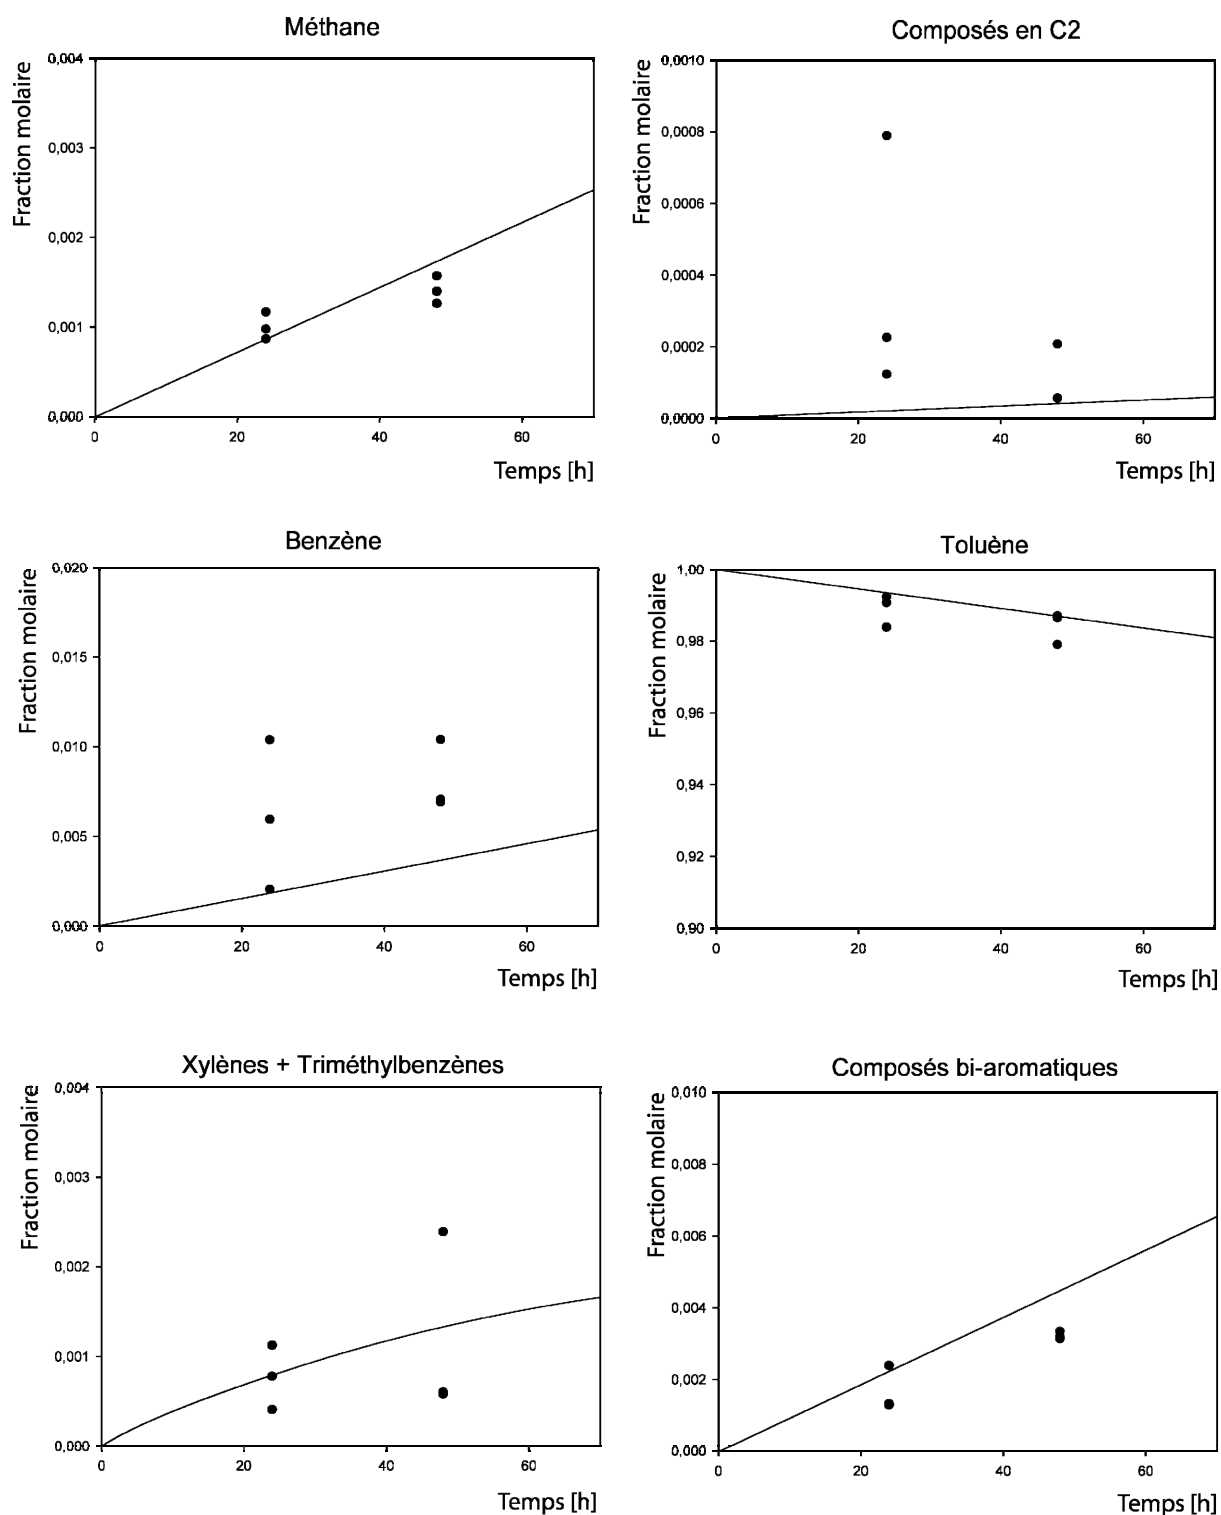 Méthane
Fraction molaire
0,004
0,003
0,002
0,001
0,000
0 20 40 60
Temps [h]
Composés en C2
Fraction molaire
0,0010
0,0008
0,0006
0,0004
0,0002
0,0000
0 20 40 60
Temps [h]
Benzène
Fraction molaire
0,020
0,015
0,010
0,005
0,000
0 20 40 60
Temps [h]
Toluène
Fraction molaire
1,00
0,98
0,96
0,94
0,92
0,90
0 20 40 60
Temps [h]
Xylènes + Triméthylbenzènes
Fraction molaire
0,004
0,003
0,002
0,001
0,000
0 20 40 60
Temps [h]
Composés bi-aromatiques
Fraction molaire
0,010
0,008
0,006
0,004
0,002
0,000
0 20 40 60
Temps [h]